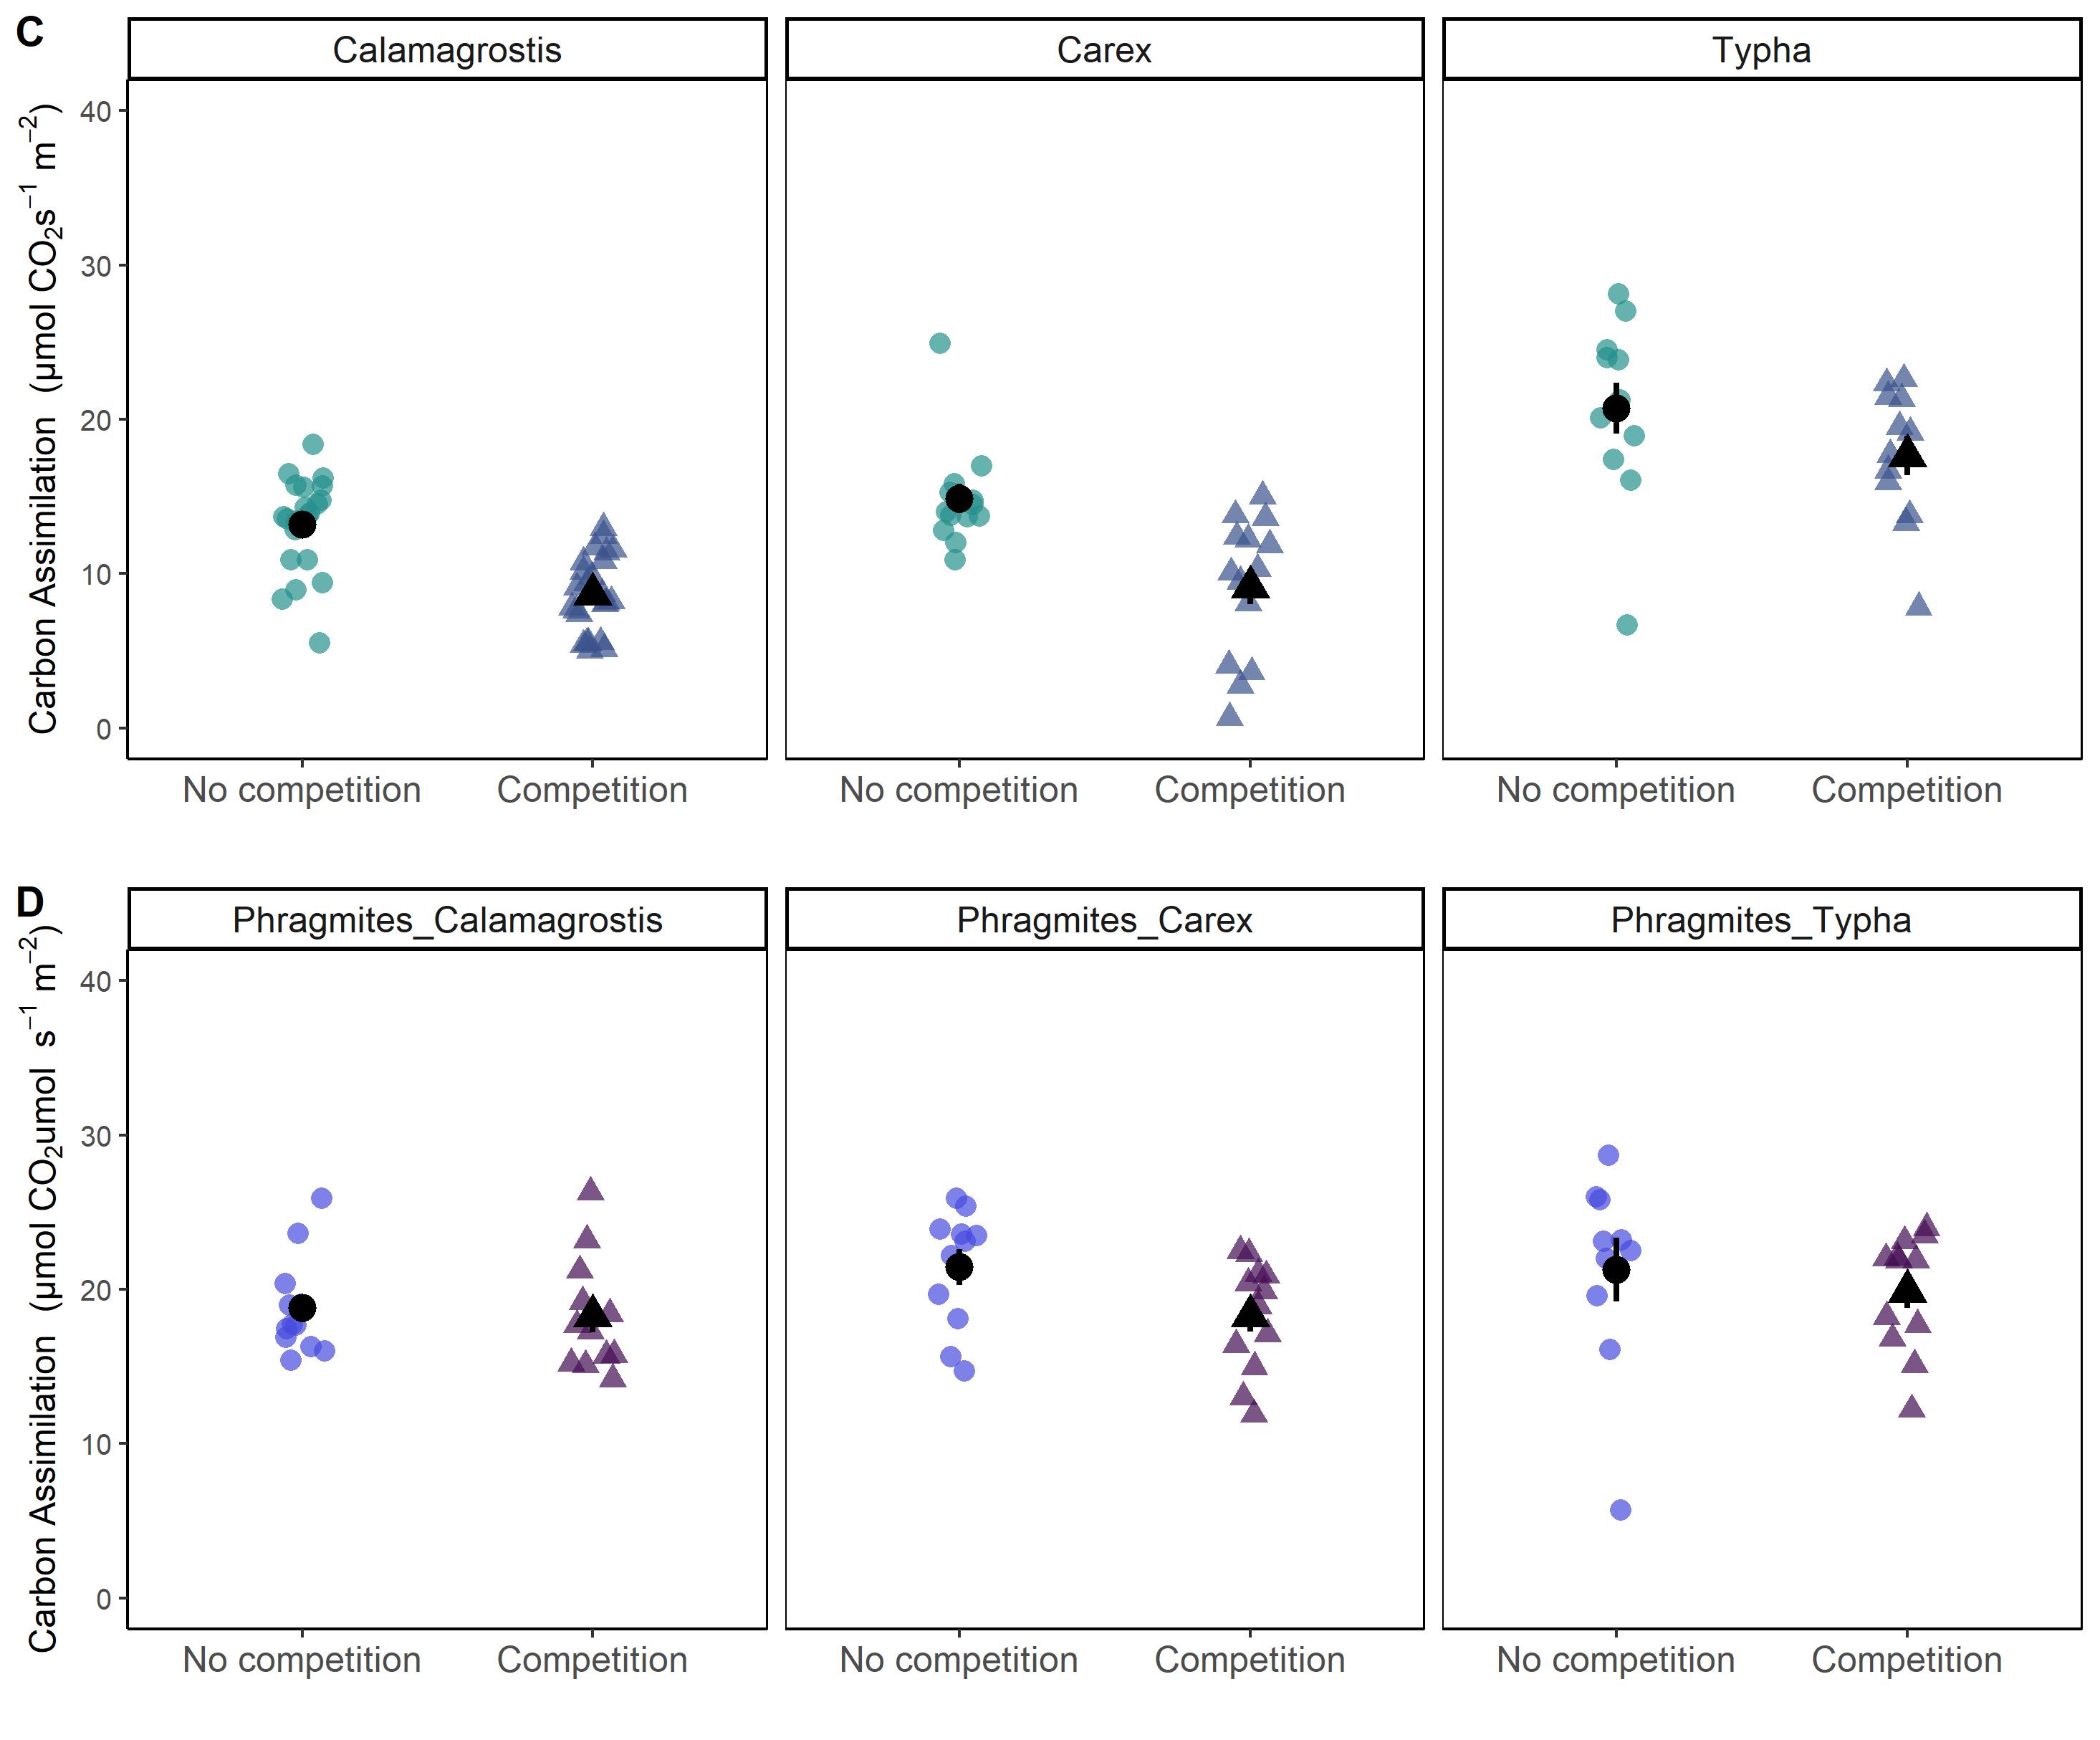 C
Calamagrostis
Carex
Typha
Carbon Assimilation (µmol CO₂s⁻¹ m⁻²)
40
30
20
10
0
No competition
Competition
No competition
Competition
No competition
Competition
D
Phragmites_Calamagrostis
Phragmites_Carex
Phragmites_Typha
Carbon Assimilation (µmol CO₂umol s⁻¹ m⁻²)
40
30
20
10
0
No competition
Competition
No competition
Competition
No competition
Competition